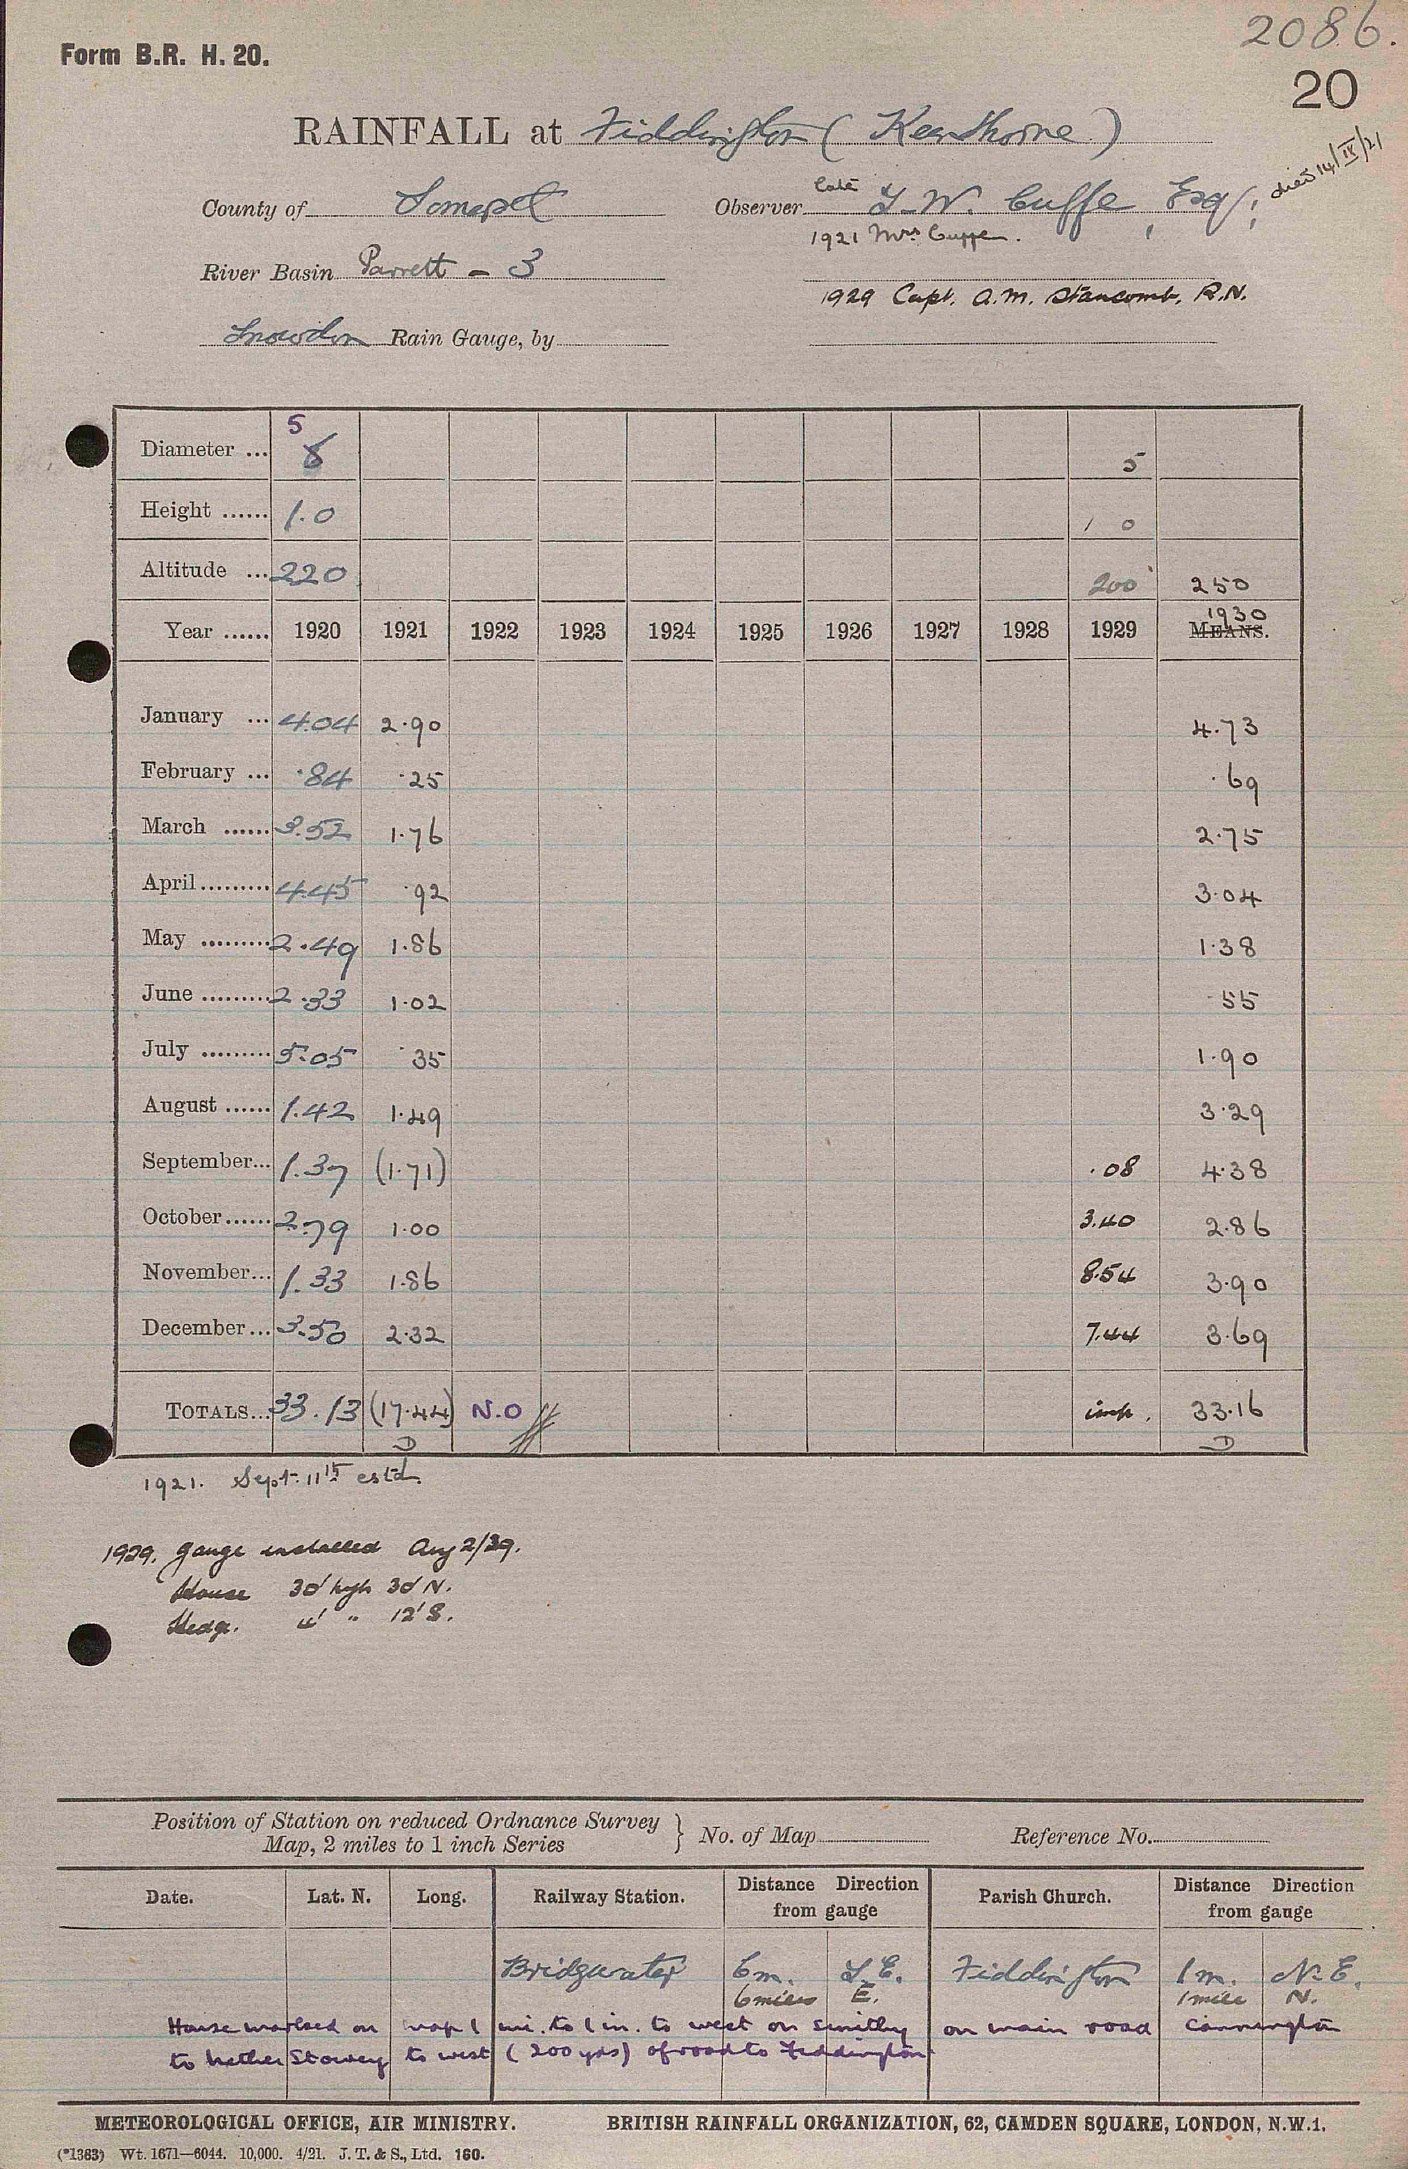 2086.
Form B.R. H. 20.
20
RAINFALL at Fiddington (Keenthorne)
died 14/IX/21
County of Somerset Observer late T. W. Cuffe, Esq.;
1921 Mrs Cuffe.
River Basin Parrett - 3
1929 Capt. A.M. Stancomb, R.N.
Snowdon Rain Gauge, by
Diameter ... 5 8 5
Height ...... 1.0 1 0
Altitude ... 220 200' 250
Year ...... 1920 1921 1922 1923 1924 1925 1926 1927 1928 1929 1930 MEANS.
January ... 4.04 2.90 4.73
February ... .84 .25 .69
March ...... 3.52 1.76 2.75
April ......... 4.45 .92 3.04
May ......... 2.49 1.86 1.38
June ......... 2.33 1.02 .55
July ......... 5.05 .35 1.90
August ...... 1.42 1.49 3.29
September... 1.37 (1.71) .08 4.38
October ...... 2.79 1.00 3.40 2.86
November... 1.33 1.86 8.54 3.90
December ... 3.50 2.32 7.44 3.69
TOTALS... 33.13 (17.44) N.O imp. 33.16
D D
1921. Sept. 11-15 estd.
1929. Gauge installed Aug 2/29.
House 30' high 30' N.
Hedge. 4' " 12' S.
Position of Station on reduced Ordnance Survey
Map, 2 miles to 1 inch Series } No. of Map Reference No.
Date. Lat. N. Long. Railway Station. Distance Direction from gauge Parish Church. Distance Direction from gauge
Bridgwater 6m. S.E. Fiddington 1m. N.E.
6 miles E. 1 mile N.
House marked on map 1 mi. to 1 in. to west on smithy on main road Cannington
to Nether Stowey to west (200 yds) of road to Fiddington
METEOROLOGICAL OFFICE, AIR MINISTRY. BRITISH RAINFALL ORGANIZATION, 62, CAMDEN SQUARE, LONDON, N.W.1.
(*1383) Wt. 1671—6044. 10,000. 4/21. J. T. & S., Ltd. 160.